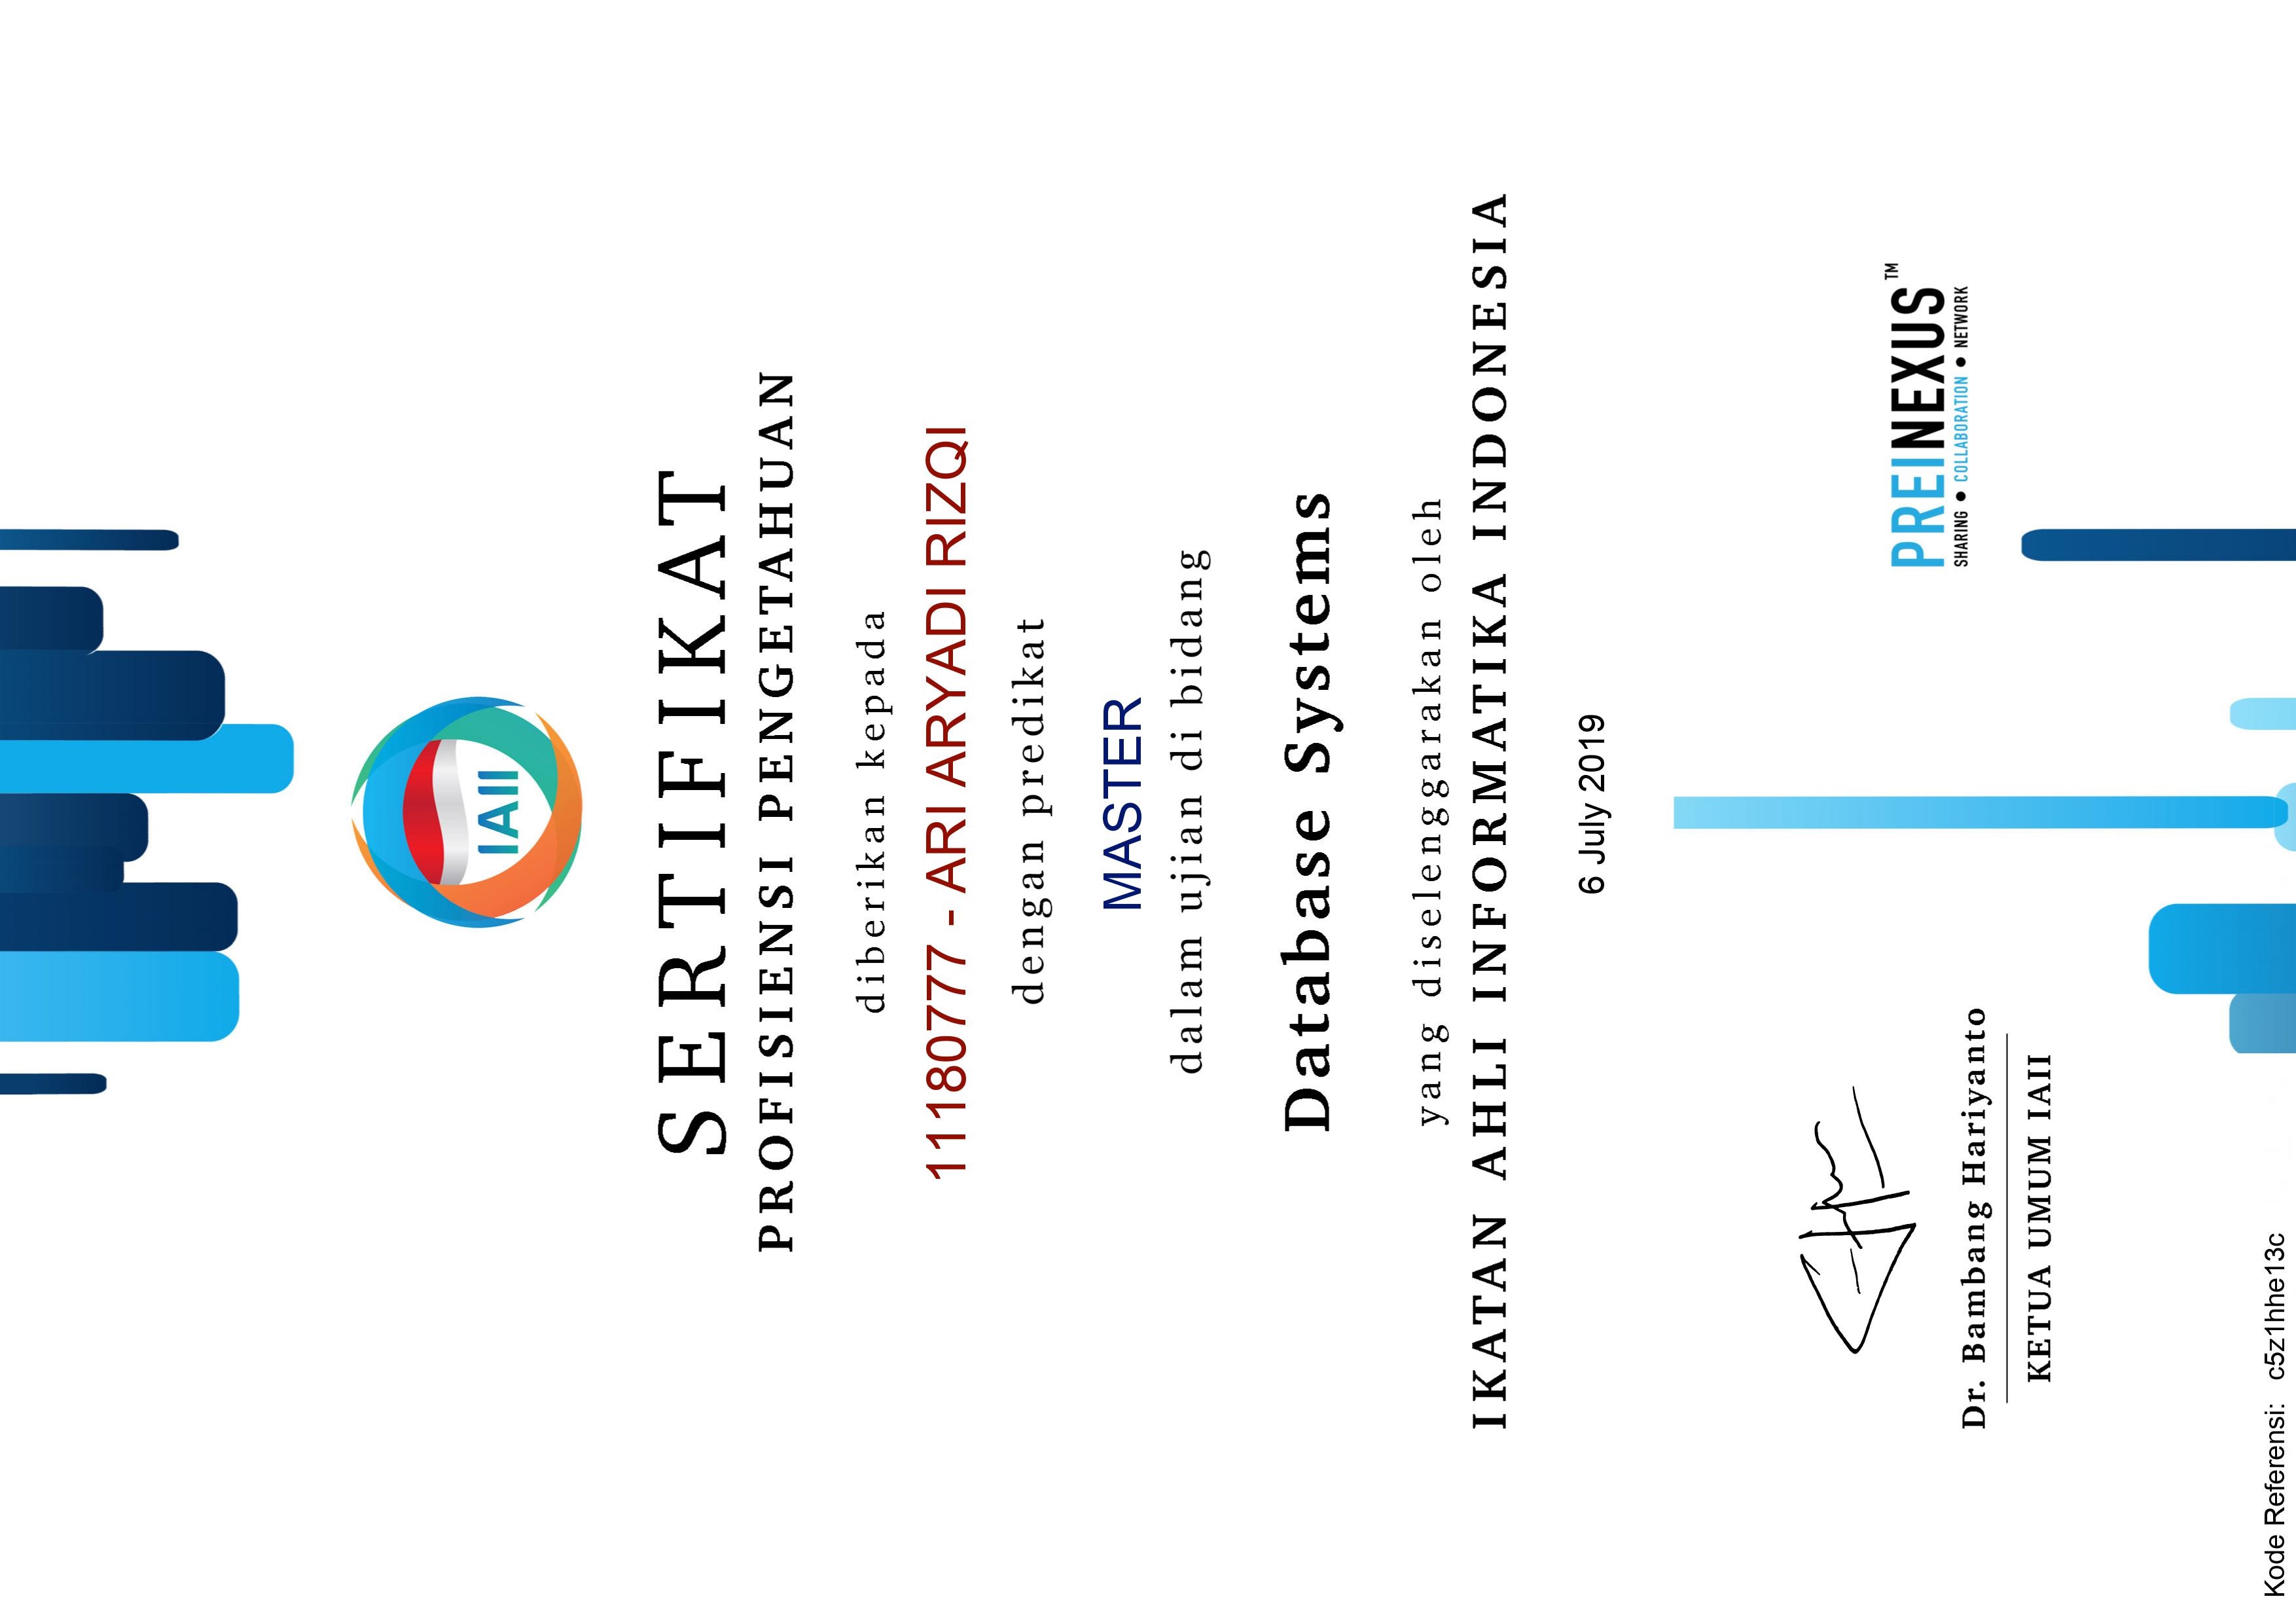 IAII
SERTIFIKAT
PROFISIENSI PENGETAHUAN
diberikan kepada
11180777 - ARI ARYADI RIZQI
dengan predikat
MASTER
dalam ujian di bidang
Database Systems
yang diselenggarakan oleh
IKATAN AHLI INFORMATIKA INDONESIA
6 July 2019
PREINEXUS™
SHARING • COLLABORATION • NETWORK
Dr. Bambang Hariyanto
KETUA UMUM IAII
Kode Referensi: c5z1hhe13c